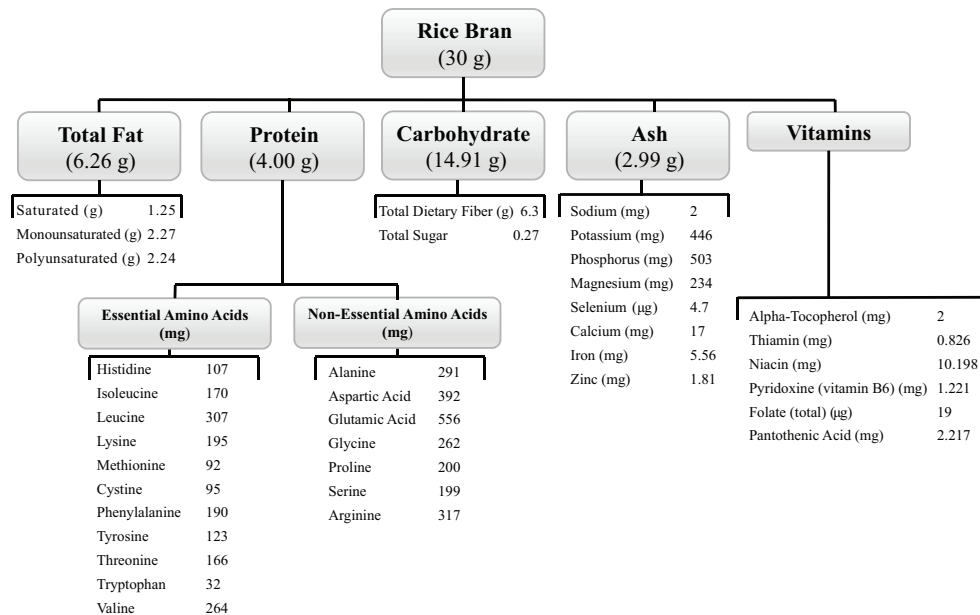 Rice Bran
(30 g)
Total Fat
(6.26 g)
Saturated (g) 1.25
Monounsaturated (g) 2.27
Polyunsaturated (g) 2.24
Protein
(4.00 g)
Essential Amino Acids
(mg)
Histidine 107
Isoleucine 170
Leucine 307
Lysine 195
Methionine 92
Cystine 95
Phenylalanine 190
Tyrosine 123
Threonine 166
Tryptophan 32
Valine 264
Non-Essential Amino Acids
(mg)
Alanine 291
Aspartic Acid 392
Glutamic Acid 556
Glycine 262
Proline 200
Serine 199
Arginine 317
Carbohydrate
(14.91 g)
Total Dietary Fiber (g) 6.3
Total Sugar 0.27
Ash
(2.99 g)
Sodium (mg) 2
Potassium (mg) 446
Phosphorus (mg) 503
Magnesium (mg) 234
Selenium (µg) 4.7
Calcium (mg) 17
Iron (mg) 5.56
Zinc (mg) 1.81
Vitamins
Alpha-Tocopherol (mg) 2
Thiamin (mg) 0.826
Niacin (mg) 10.198
Pyridoxine (vitamin B6) (mg) 1.221
Folate (total) (µg) 19
Pantothenic Acid (mg) 2.217